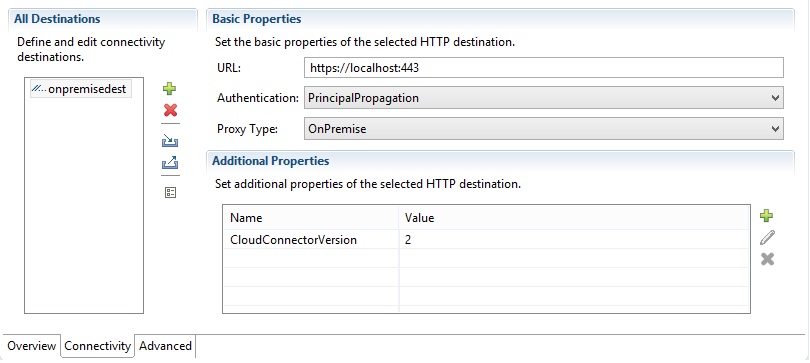 All Destinations
Define and edit connectivity
destinations.
onpremisedest
Basic Properties
Set the basic properties of the selected HTTP destination.
URL: https://localhost:443
Authentication: PrincipalPropagation
Proxy Type: OnPremise
Additional Properties
Set additional properties of the selected HTTP destination.
Name Value
CloudConnectorVersion 2
Overview Connectivity Advanced